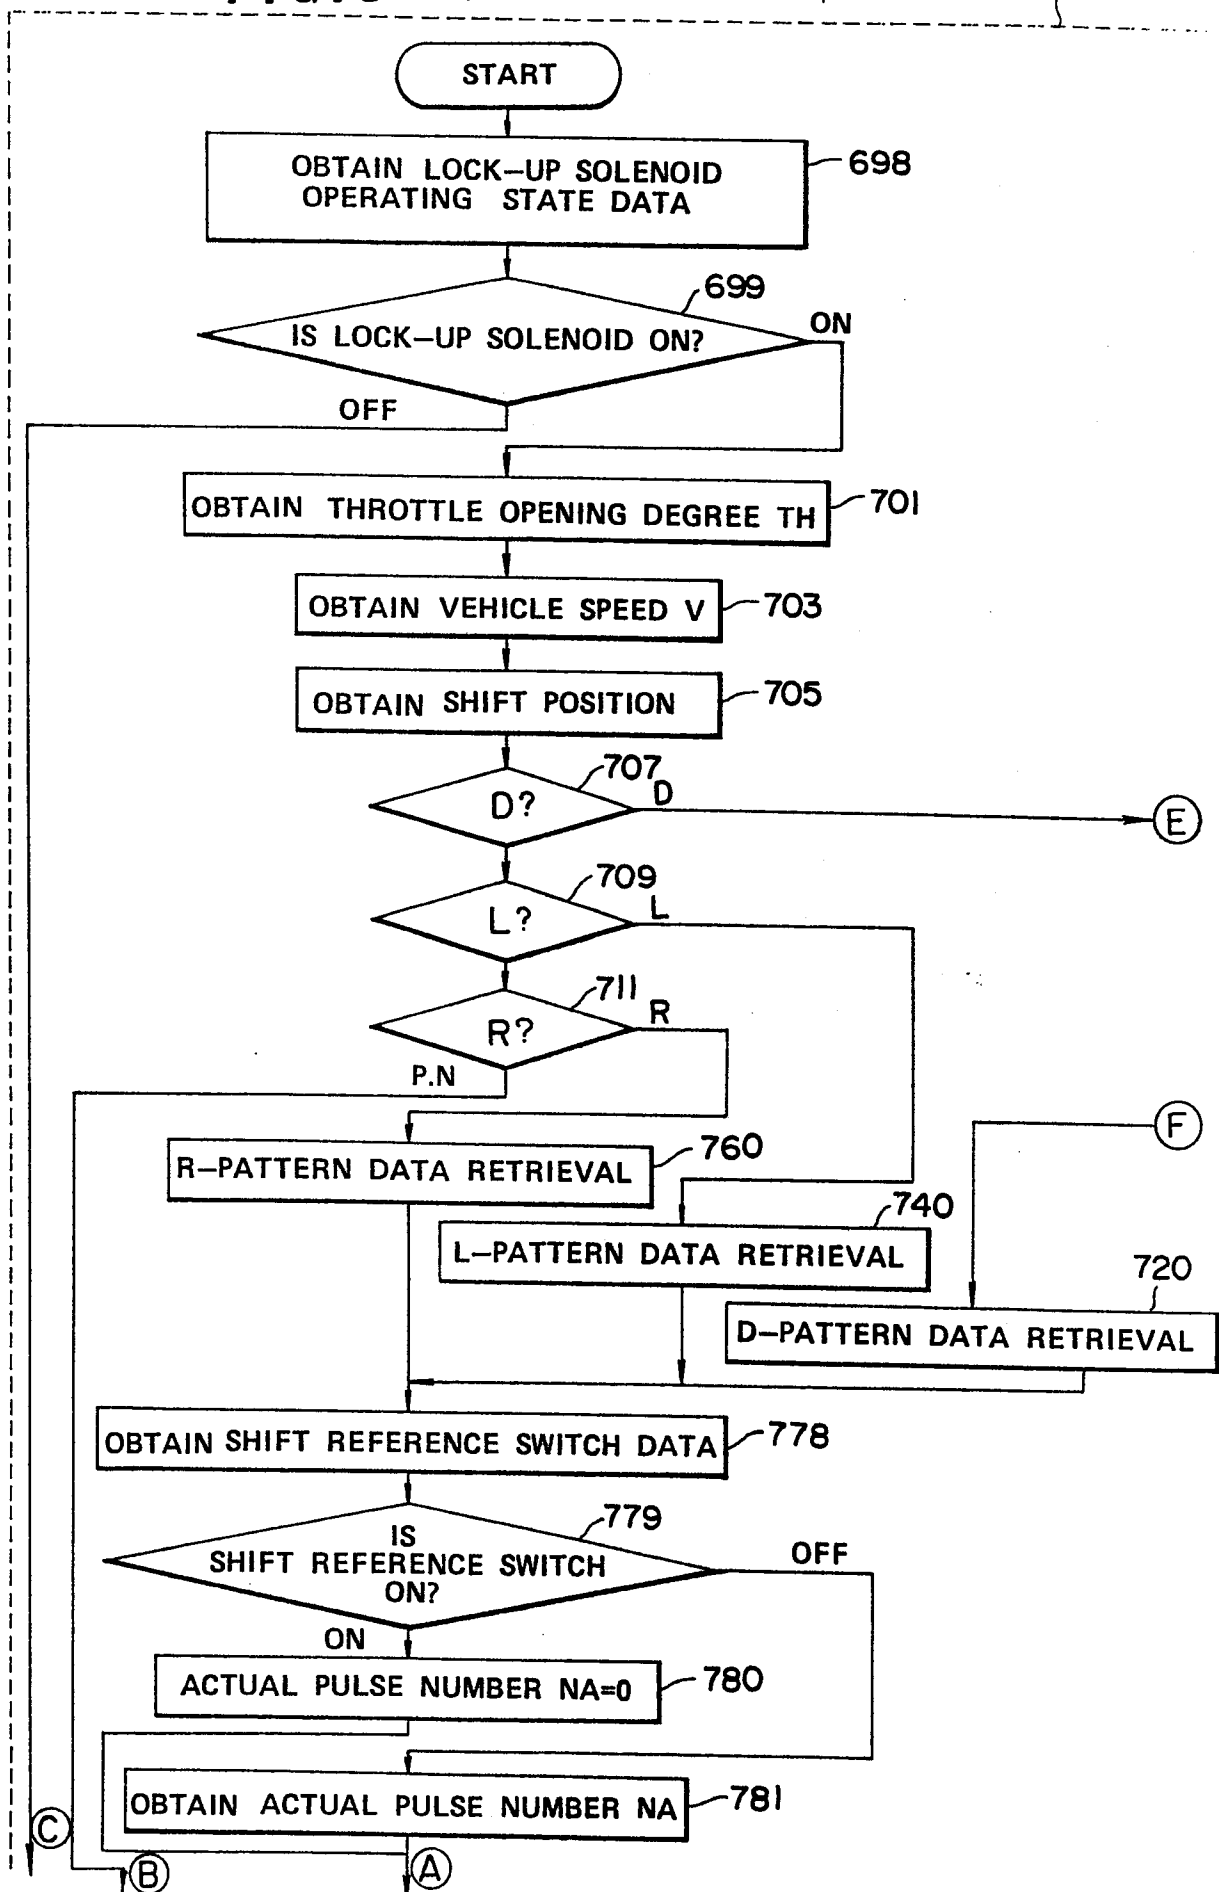 START
OBTAIN LOCK-UP SOLENOID
OPERATING STATE DATA
698
699
IS LOCK-UP SOLENOID ON?
ON
OFF
OBTAIN THROTTLE OPENING DEGREE TH
701
OBTAIN VEHICLE SPEED V
703
OBTAIN SHIFT POSITION
705
707
D?
D
E
709
L?
L
711
R?
R
P.N
F
R-PATTERN DATA RETRIEVAL
760
740
L-PATTERN DATA RETRIEVAL
720
D-PATTERN DATA RETRIEVAL
OBTAIN SHIFT REFERENCE SWITCH DATA
778
779
IS
SHIFT REFERENCE SWITCH
ON?
OFF
ON
ACTUAL PULSE NUMBER NA=0
780
OBTAIN ACTUAL PULSE NUMBER NA
781
C
B
A